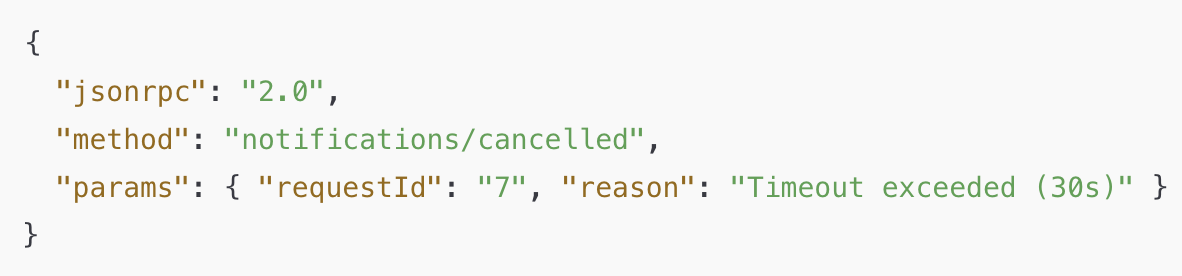 {
"jsonrpc": "2.0",
"method": "notifications/cancelled",
"params": { "requestId": "7", "reason": "Timeout exceeded (30s)" }
}